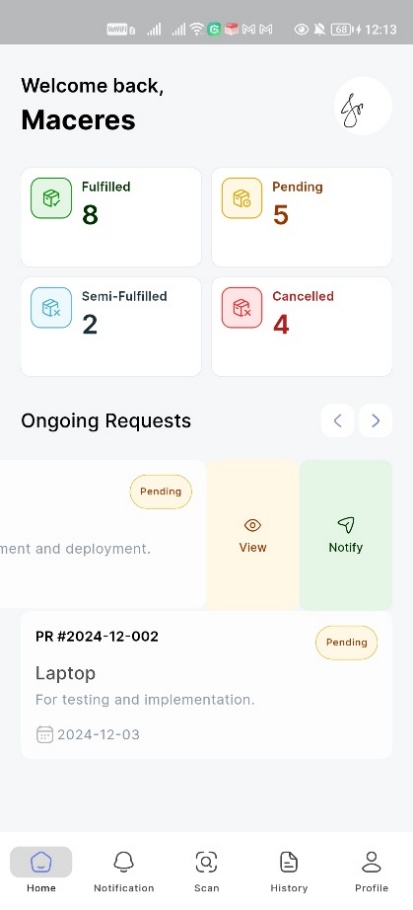 68 12:13
Welcome back,
Maceres
Fulfilled
8
Pending
5
Semi-Fulfilled
2
Cancelled
4
Ongoing Requests
Pending
ment and deployment.
View
Notify
PR #2024-12-002
Pending
Laptop
For testing and implementation.
2024-12-03
Home
Notification
Scan
History
Profile